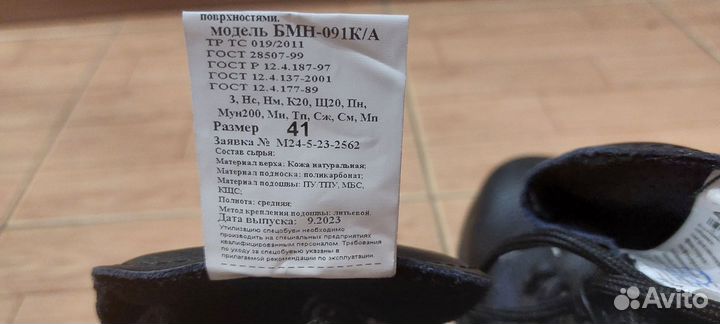 поврхностями.
модель БМН-091К/А
ТР ТС 019/2011
ГОСТ 28507-99
ГОСТ Р 12.4.187-97
ГОСТ 12.4.137-2001
ГОСТ 12.4.177-89
З, Нс, Нм, К20, Щ20, Пн,
Мун200, Ми, Тп, Сж, См, Мп
Размер 41
Заявка № М24-5-23-2562
Состав сырья:
Материал верха: Кожа натуральная;
Материал подноска: поликарбонат;
Материал подошвы: ПУ/ТПУ, МБС,
КЩС;
Полнота: средняя;
Метод крепления подошвы: литьевой.
Дата выпуска: 9.2023
Утилизацию спецобуви необходимо
производить на специальных предприятиях
квалифицированным персоналом. Требования
по уходу за спецобувью указаны в
прилагаемой рекомендации по эксплуатации.
Avito